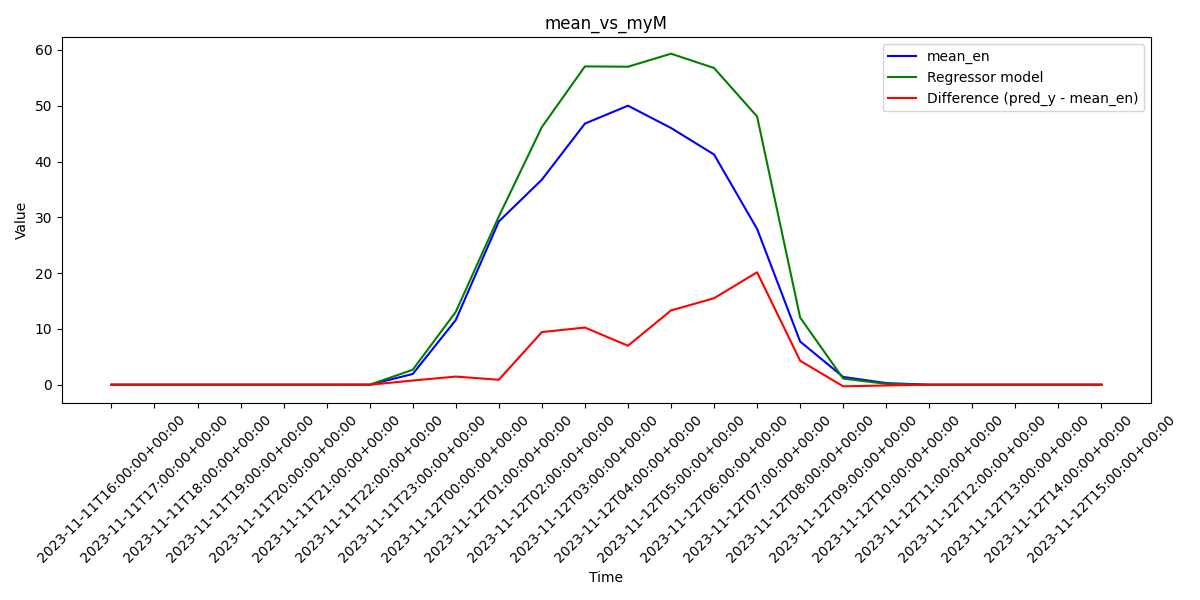 mean_vs_myM
mean_en
Regressor model
Difference (pred_y - mean_en)
Value
60
50
40
30
20
10
0
2023-11-11T16:00:00+00:00
2023-11-11T17:00:00+00:00
2023-11-11T18:00:00+00:00
2023-11-11T19:00:00+00:00
2023-11-11T20:00:00+00:00
2023-11-11T21:00:00+00:00
2023-11-11T22:00:00+00:00
2023-11-11T23:00:00+00:00
2023-11-12T00:00:00+00:00
2023-11-12T01:00:00+00:00
2023-11-12T02:00:00+00:00
2023-11-12T03:00:00+00:00
2023-11-12T04:00:00+00:00
2023-11-12T05:00:00+00:00
2023-11-12T06:00:00+00:00
2023-11-12T07:00:00+00:00
2023-11-12T08:00:00+00:00
2023-11-12T09:00:00+00:00
2023-11-12T10:00:00+00:00
2023-11-12T11:00:00+00:00
2023-11-12T12:00:00+00:00
2023-11-12T13:00:00+00:00
2023-11-12T14:00:00+00:00
2023-11-12T15:00:00+00:00
Time